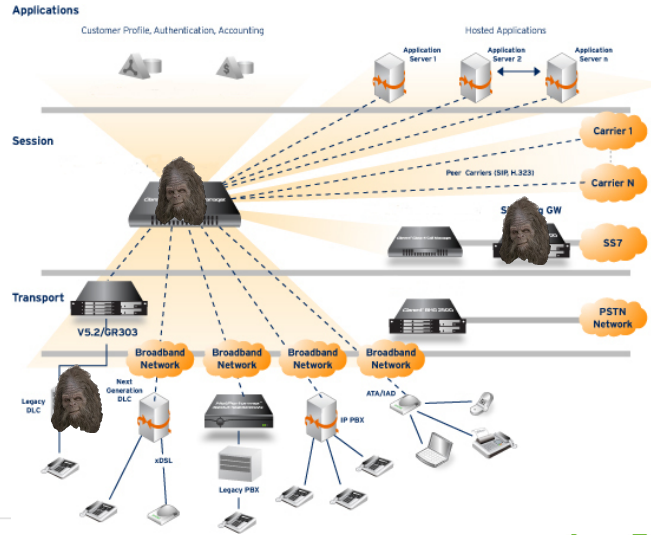 Applications
Customer Profile, Authentication, Accounting
Hosted Applications
Application
Server 1
Application
Server 2
Application
Server n
Session
Carrier 1
Peer Carriers (SIP, H.323)
Carrier N
GW
SS7
Transport
V5.2/GR303
PSTN
Network
Broadband
Network
Broadband
Network
Broadband
Network
Broadband
Network
Legacy
DLC
Next
Generation
DLC
ATA/IAD
IP PBX
xDSL
Legacy PBX